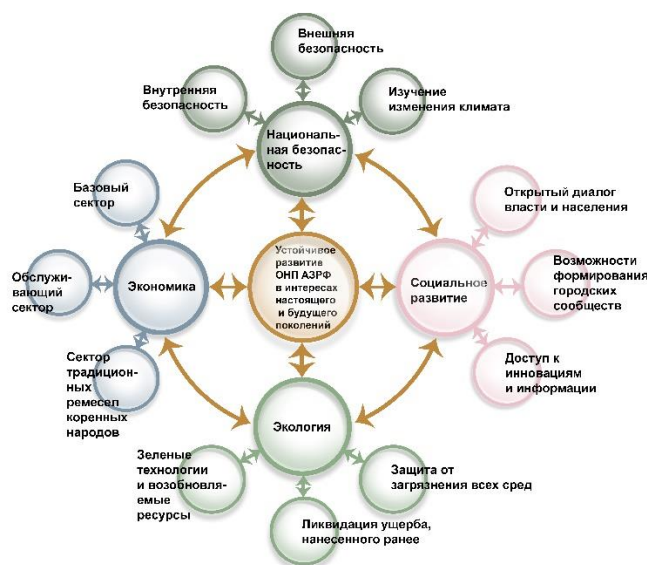 Внешняя
безопасность
Внутренняя
безопасность
Изучение
изменения климата
Националь-
ная безопас-
ность
Базовый
сектор
Открытый диалог
власти и населения
Обслужи-
вающий
сектор
Экономика
Устойчивое
развитие
ОНП АЗРФ
в интересах
настоящего
и будущего
поколений
Социальное
развитие
Возможности
формирования
городских
сообществ
Сектор
традицион-
ных
ремесел
коренных
народов
Доступ к
инновациям
и информации
Экология
Зеленые
технологии
и возобновля-
емые
ресурсы
Защита от
загрязнения всех сред
Ликвидация ущерба,
нанесенного ранее